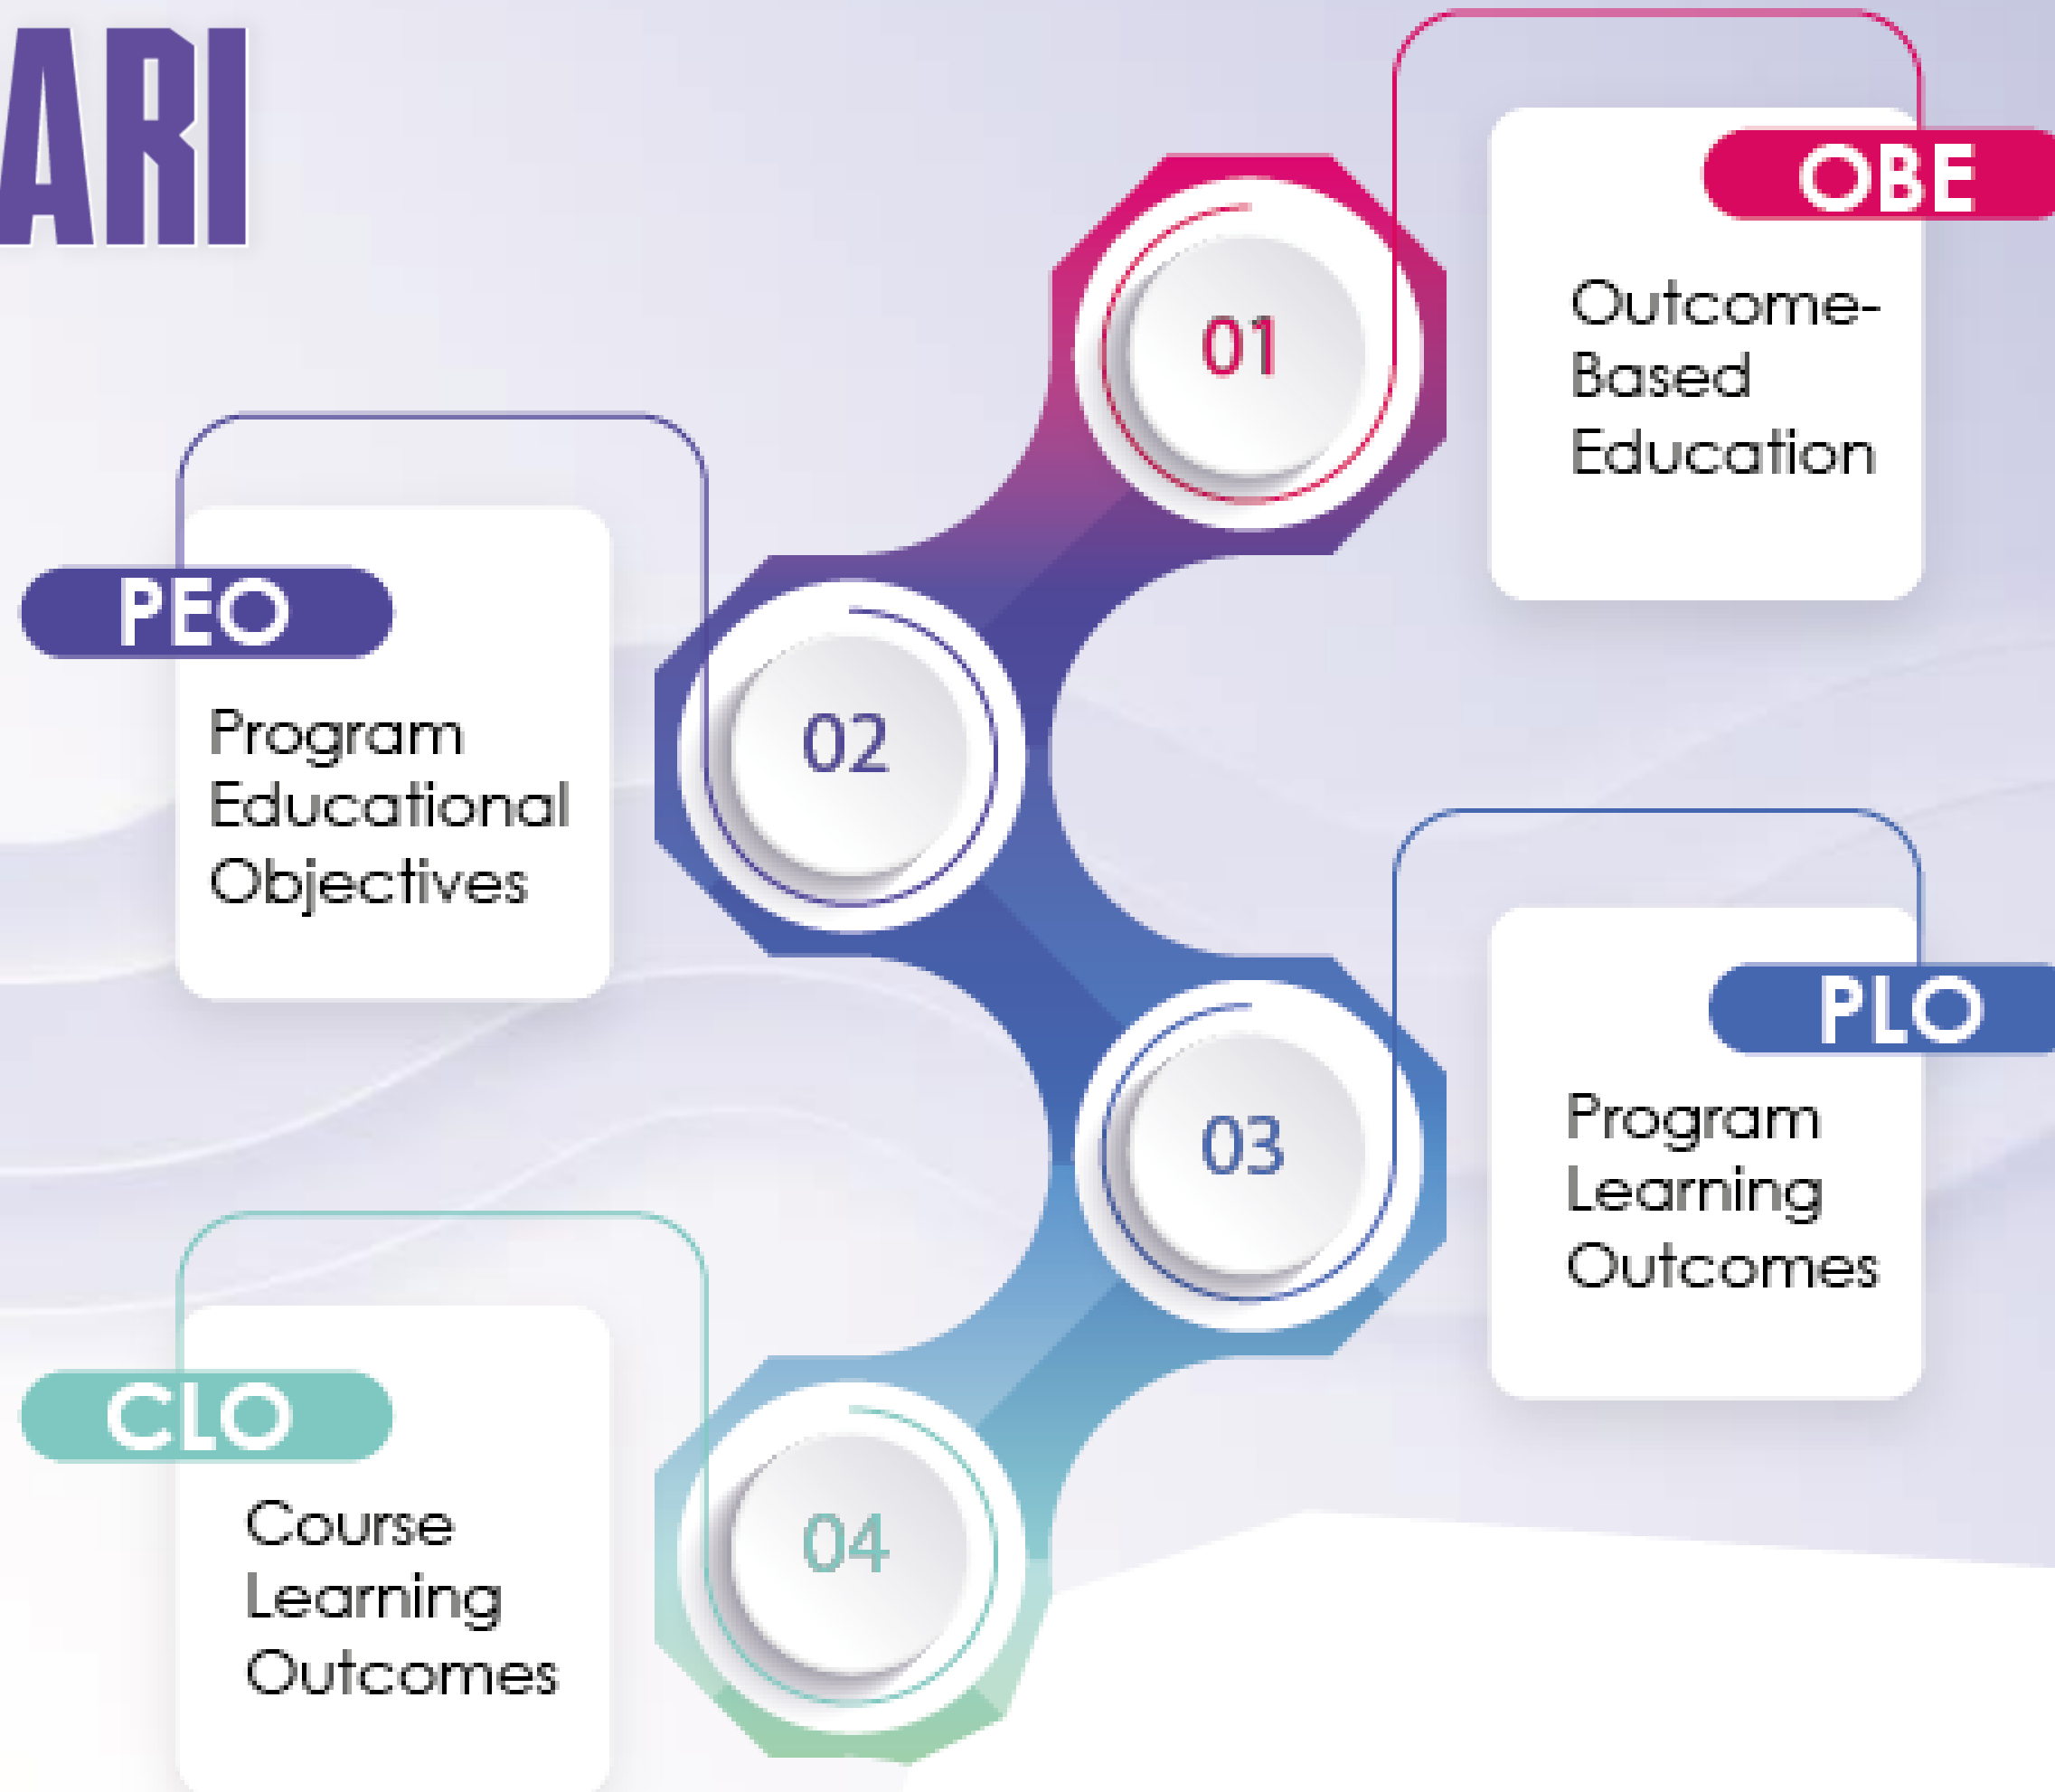 ARI
OBE
01
Outcome-
Based
Education
PEO
02
Program
Educational
Objectives
PLO
03
Program
Learning
Outcomes
CLO
04
Course
Learning
Outcomes